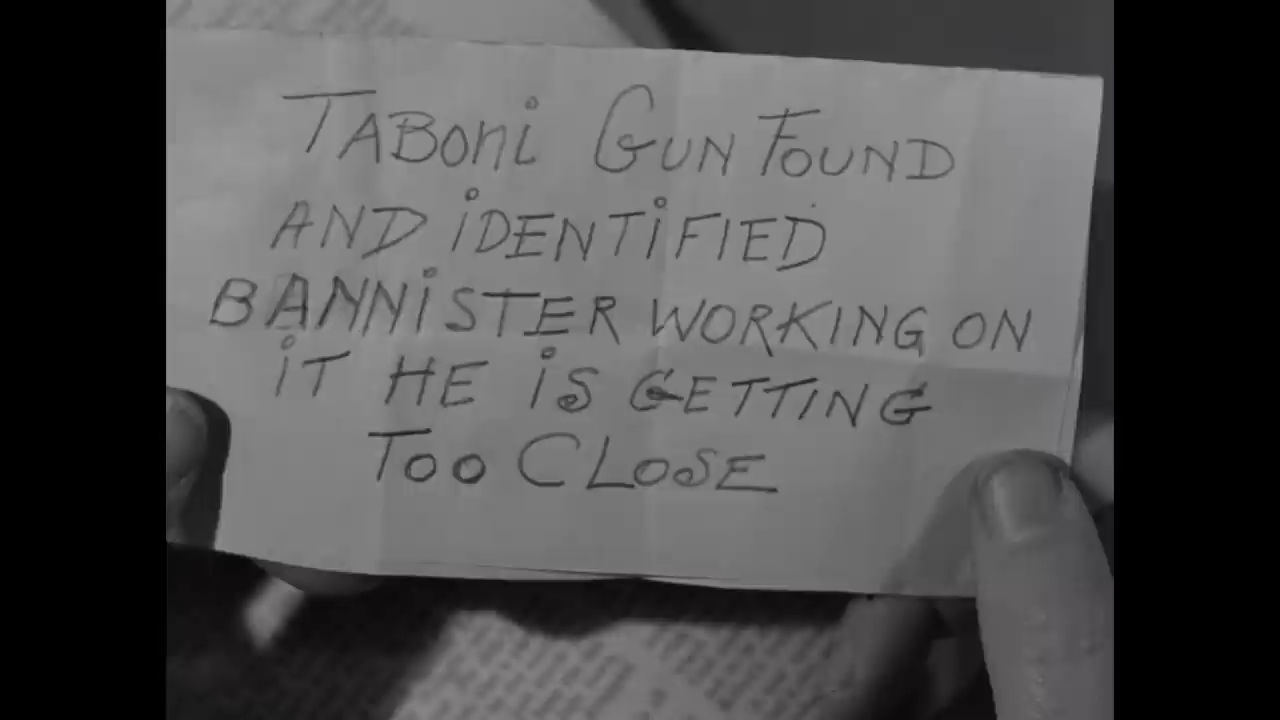 TABONi GUN FOUND
AND iDENTiFIED
BANNiSTER WORKING ON
iT HE iS GETTING
TOO CLOSE